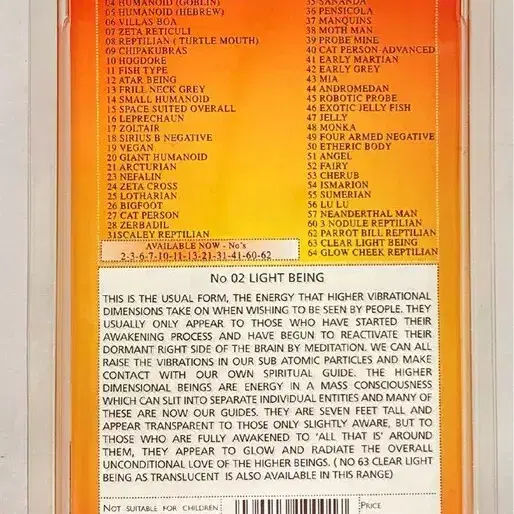 04 HUMANOID (GOBLIN)
05 HUMANOID (HEBREW)
06 VILLAS BOA
07 ZETA RETICULI
08 REPTILIAN ( TURTLE MOUTH)
09 CHIPAKUBRAS
10 HOGDORE
11 FISH TYPE
12 ATAR BEING
13 FRILL NECK GREY
14 SMALL HUMANOID
15 SPACE SUITED OVERALL
16 LEPRECHAUN
17 ZOLTAIR
18 SIRIUS B NEGATIVE
19 VEGAN
20 GIANT HUMANOID
21 ARCTURIAN
23 NEFALIN
24 ZETA CROSS
25 LOTHARIAN
26 BIGFOOT
27 CAT PERSON
28 ZERBADIL
31SCALEY REPTILIAN
35 SANANDA
36 PENSICOLA
37 MANQUINS
38 MOTH MAN
39 PROBE MINE
40 CAT PERSON-ADVANCED
41 EARLY MARTIAN
42 EARLY GREY
43 MIA
44 ANDROMEDAN
45 ROBOTIC PROBE
46 EXOTIC JELLY FISH
47 JELLY
48 MONKA
49 FOUR ARMED NEGATIVE
50 ETHERIC BODY
51 ANGEL
52 FAIRY
53 CHERUB
54 ISMARION
55 SUMERIAN
56 LU LU
57 NEANDERTHAL MAN
60 3 NODULE REPTILIAN
62 PARROT BILL REPTILIAN
63 CLEAR LIGHT BEING
64 GLOW CHEEK REPTILIAN
AVAILABLE NOW - No's
2-3-6-7-10-11-13-21-31-41-60-62
No 02 LIGHT BEING
THIS IS THE USUAL FORM, THE ENERGY THAT HIGHER VIBRATIONAL
DIMENSIONS TAKE ON WHEN WISHING TO BE SEEN BY PEOPLE. THEY
USUALLY ONLY APPEAR TO THOSE WHO HAVE STARTED THEIR
AWAKENING PROCESS AND HAVE BEGUN TO REACTIVATE THEIR
DORMANT RIGHT SIDE OF THE BRAIN BY MEDITATION. WE CAN ALL
RAISE THE VIBRATIONS IN OUR SUB ATOMIC PARTICLES AND MAKE
CONTACT WITH OUR OWN SPIRITUAL GUIDE. THE HIGHER
DIMENSIONAL BEINGS ARE ENERGY IN A MASS CONSCIOUSNESS
WHICH CAN SLIT INTO SEPARATE INDIVIDUAL ENTITIES AND MANY OF
THESE ARE NOW OUR GUIDES. THEY ARE SEVEN FEET TALL AND
APPEAR TRANSPARENT TO THOSE ONLY SLIGHTLY AWARE, BUT TO
THOSE WHO ARE FULLY AWAKENED TO 'ALL THAT IS' AROUND
THEM, THEY APPEAR TO GLOW AND RADIATE THE OVERALL
UNCONDITIONAL LOVE OF THE HIGHER BEINGS. ( NO 63 CLEAR LIGHT
BEING AS TRANSLUCENT IS ALSO AVAILABLE IN THIS RANGE)
NOT SUITABLE FOR CHILDREN
PRICE